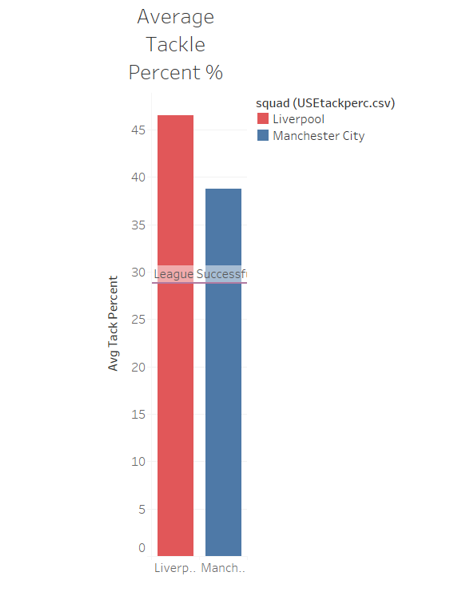 Average
Tackle
Percent %
squad (USEtackperc.csv)
Liverpool
Manchester City
45
40
35
30
25
20
15
10
5
0
Avg Tack Percent
League Successfu
Liverp..
Manch..